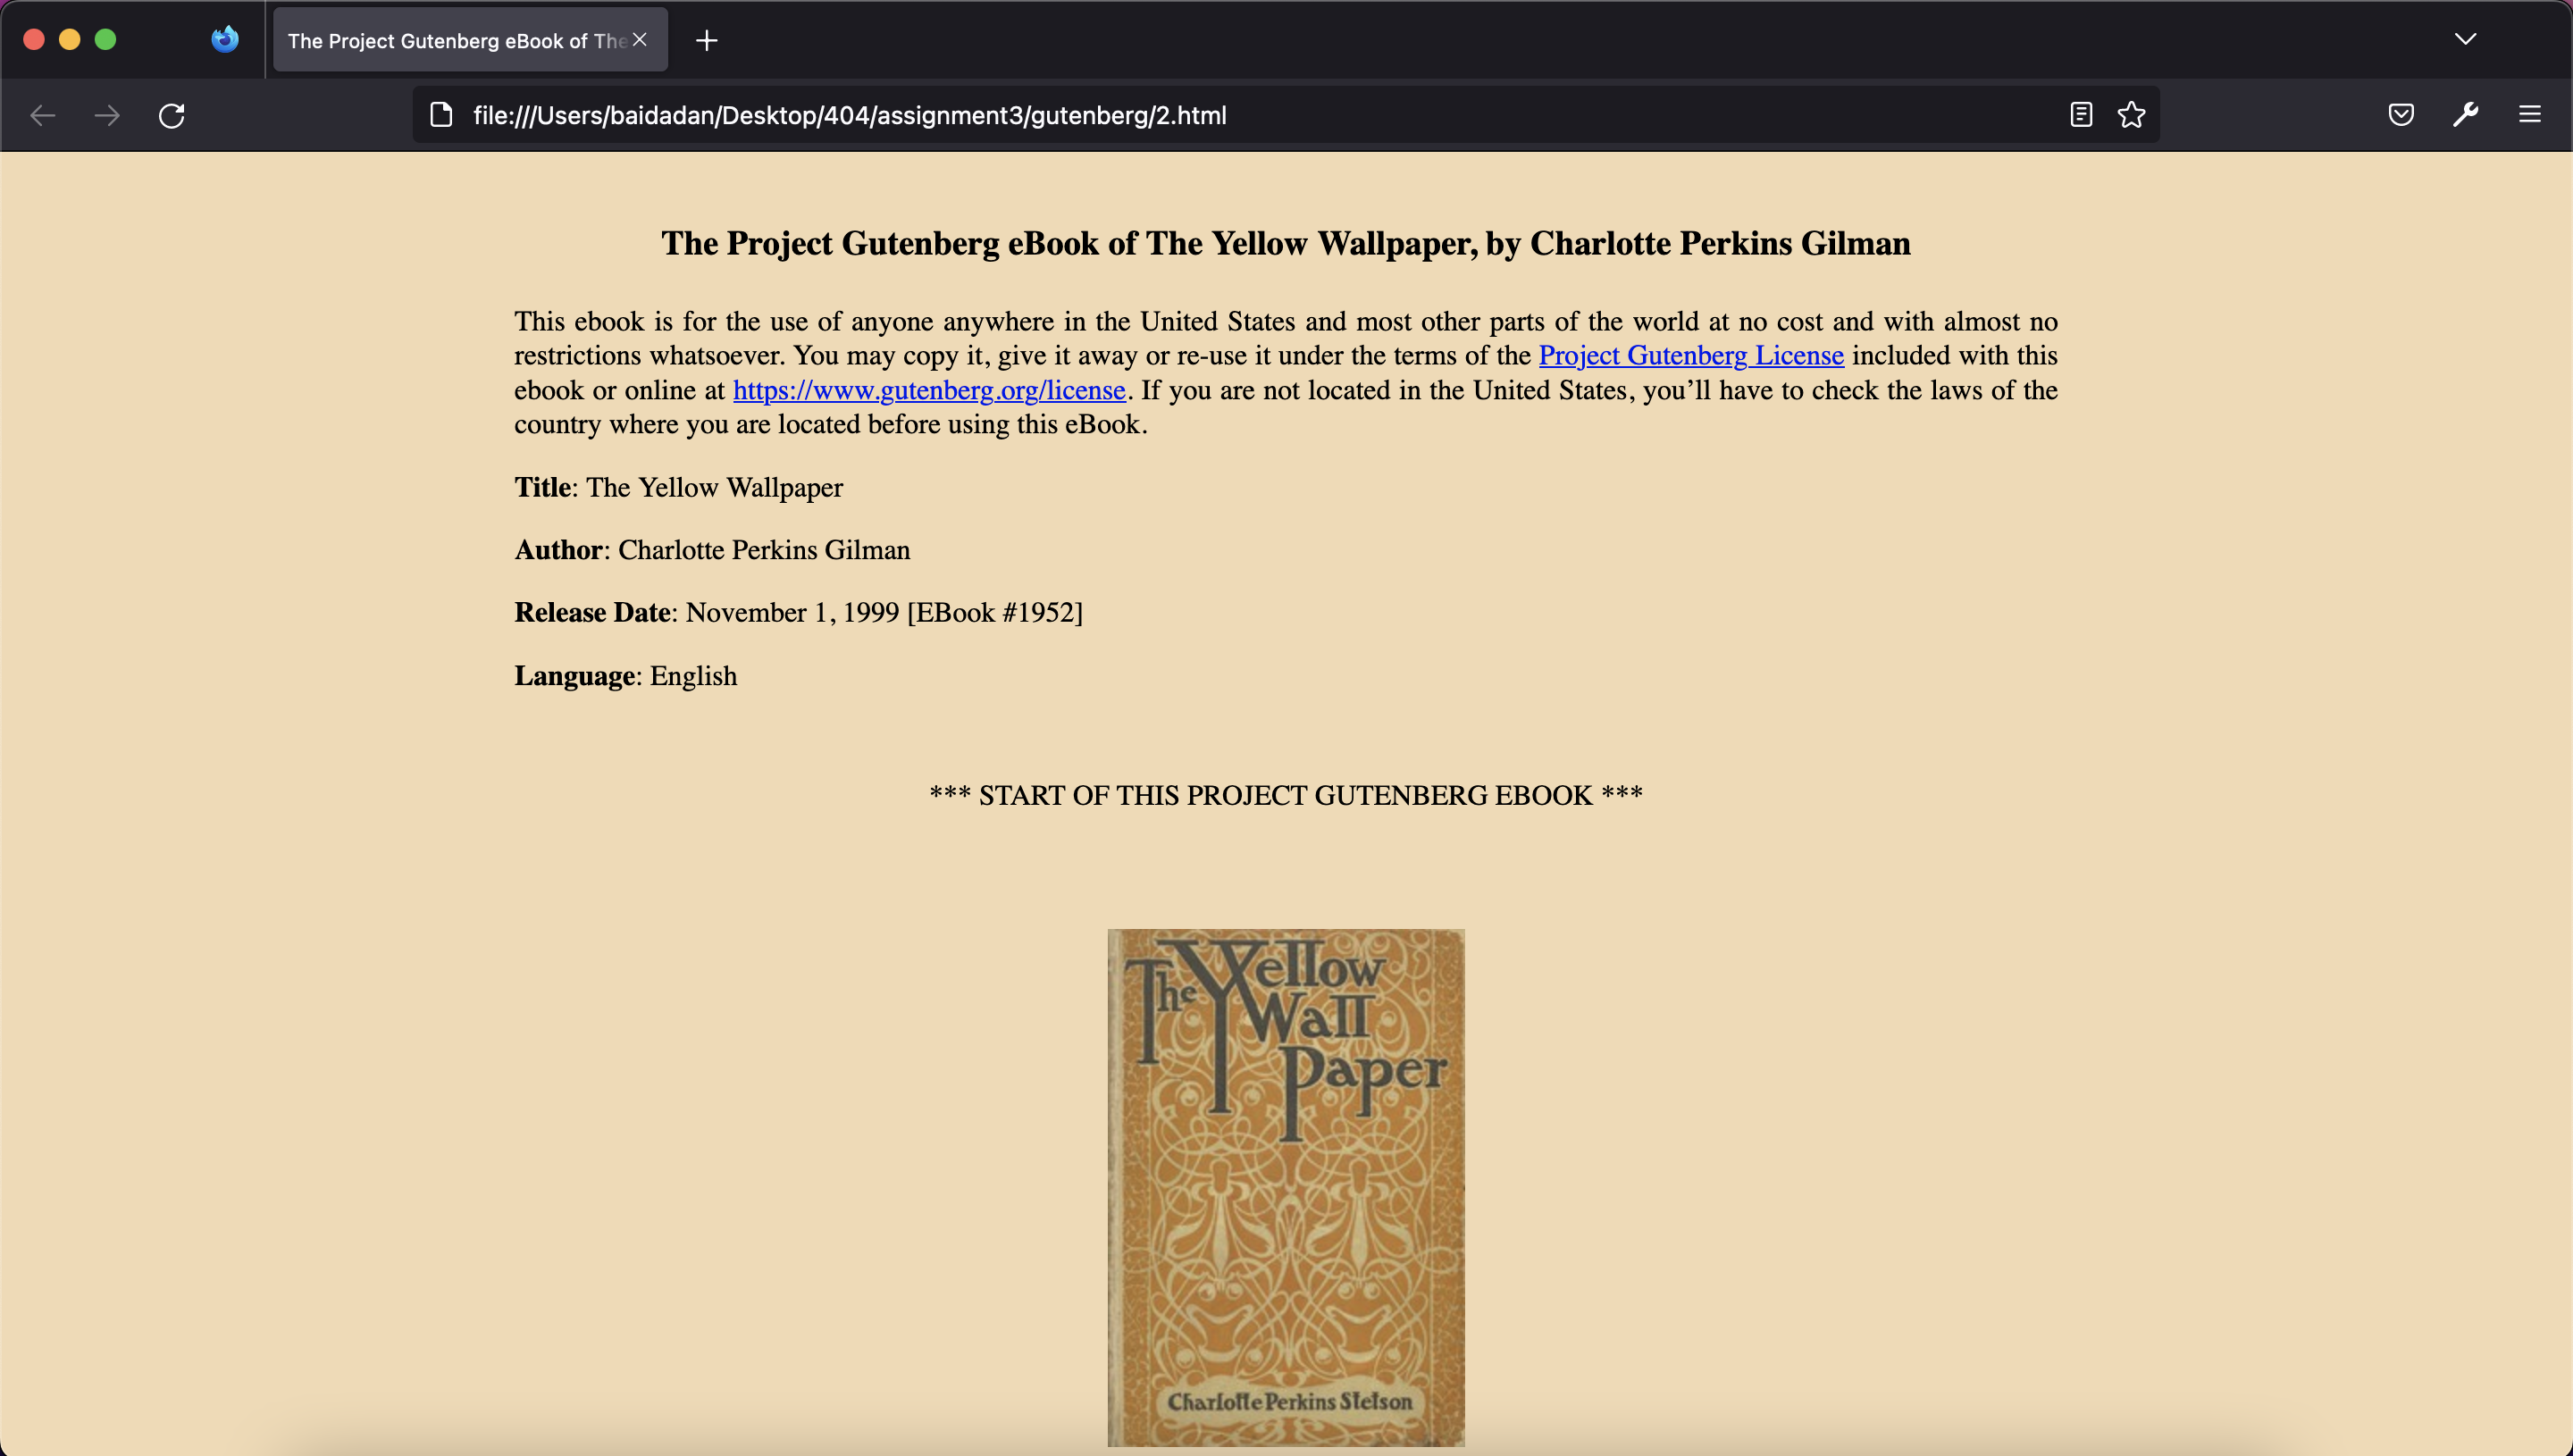 The Project Gutenberg eBook of The
file:///Users/baidadan/Desktop/404/assignment3/gutenberg/2.html
The Project Gutenberg eBook of The Yellow Wallpaper, by Charlotte Perkins Gilman
This ebook is for the use of anyone anywhere in the United States and most other parts of the world at no cost and with almost no
restrictions whatsoever. You may copy it, give it away or re-use it under the terms of the Project Gutenberg License included with this
ebook or online at https://www.gutenberg.org/license. If you are not located in the United States, you’ll have to check the laws of the
country where you are located before using this eBook.
Title: The Yellow Wallpaper
Author: Charlotte Perkins Gilman
Release Date: November 1, 1999 [EBook #1952]
Language: English
*** START OF THIS PROJECT GUTENBERG EBOOK ***
The Yellow
Wall
Paper
Charlotte Perkins Stetson